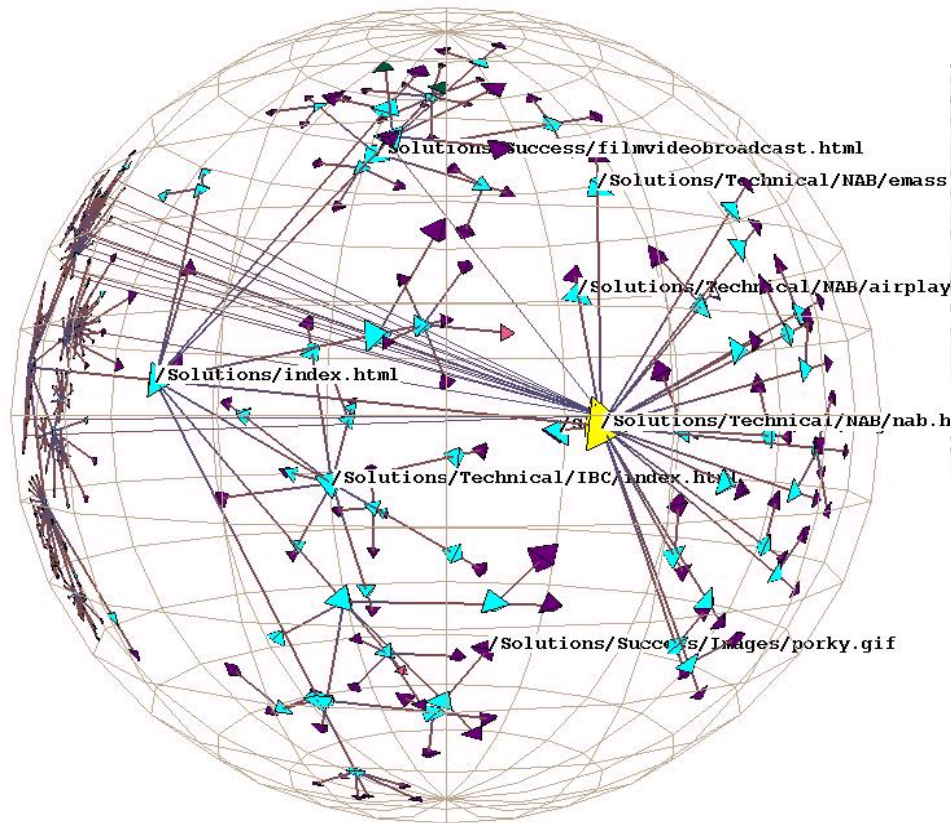 /Solutions/Success/filmvideobroadcast.html
/Solutions/Technical/NAB/emass
/Solutions/Technical/NAB/airplay
/Solutions/index.html
/S
/Solutions/Technical/NAB/nab.h
/Solutions/Technical/IBC/index.html
/Solutions/Success/Images/porky.gif